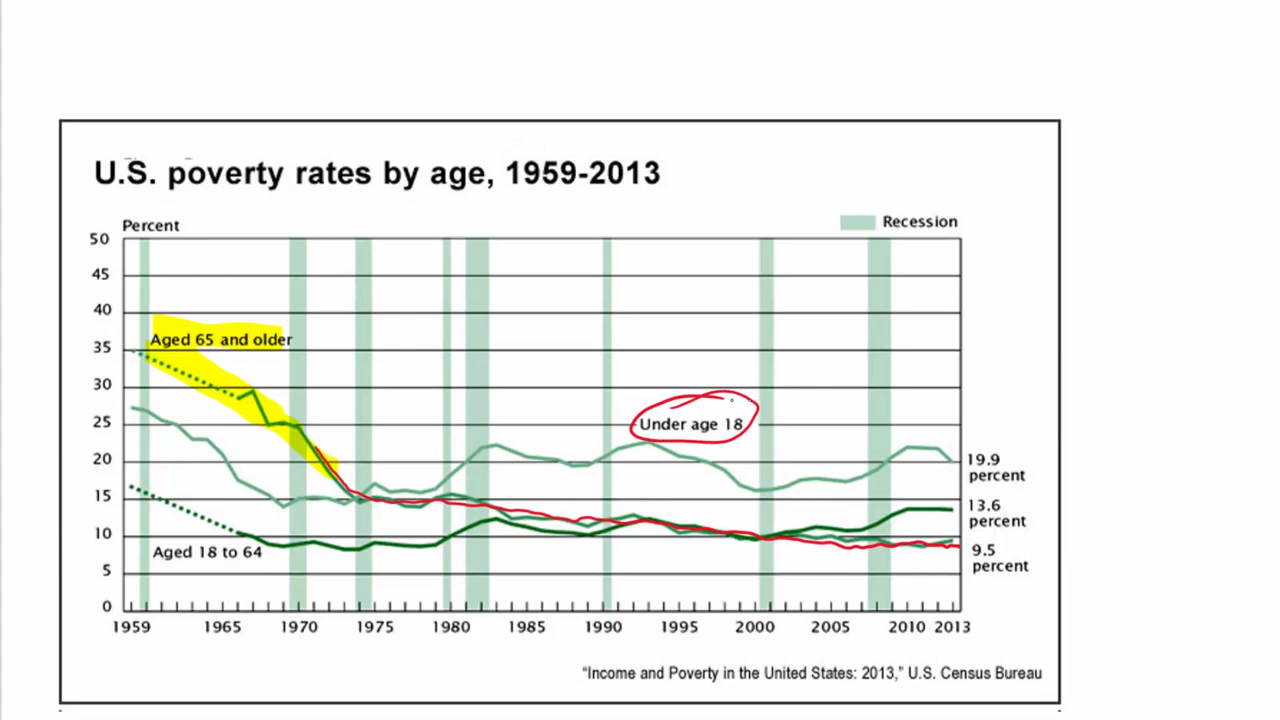 U.S. poverty rates by age, 1959-2013
Percent
Recession
50
45
40
Aged 65 and older
35
30
25
Under age 18
20
19.9
percent
15
13.6
percent
10
Aged 18 to 64
9.5
percent
5
0
1959 1965 1970 1975 1980 1985 1990 1995 2000 2005 2010 2013
“Income and Poverty in the United States: 2013,” U.S. Census Bureau